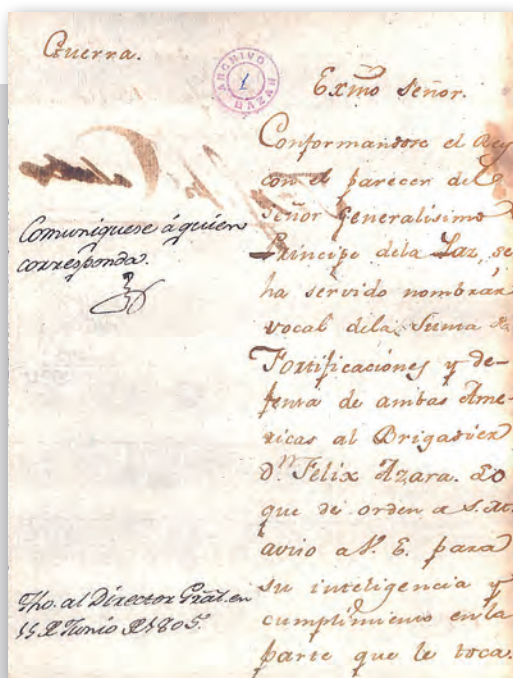 Guerra.
ARCHIVO
BAZAN
Exmõ Señor.
Conformandose el Rey
con el parecer del
Señor Generalisimo
Principe dela Paz, se
ha servido nombrar
vocal dela Junta de
Fortificaciones y de-
fensa de ambas Ame-
ricas al Brigadier
Dⁿ Felix Azara. Lo
que de orden a S. M.
aviso a V. E. para
su inteligencia y
cumplimiento en la
parte que le toca.
Comuniquese á quien
corresponda.
Fho. al Director Grãl. en
15 de Junio de 1805.